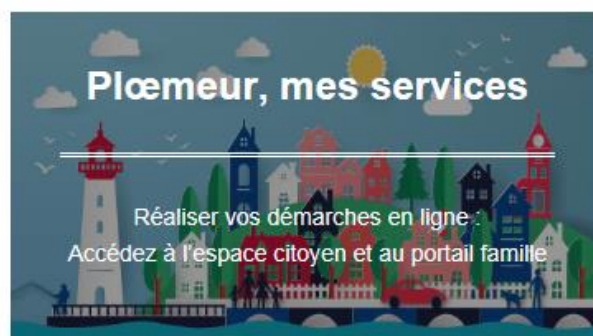 Plœmeur, mes services
Réaliser vos démarches en ligne :
Accédez à l'espace citoyen et au portail famille